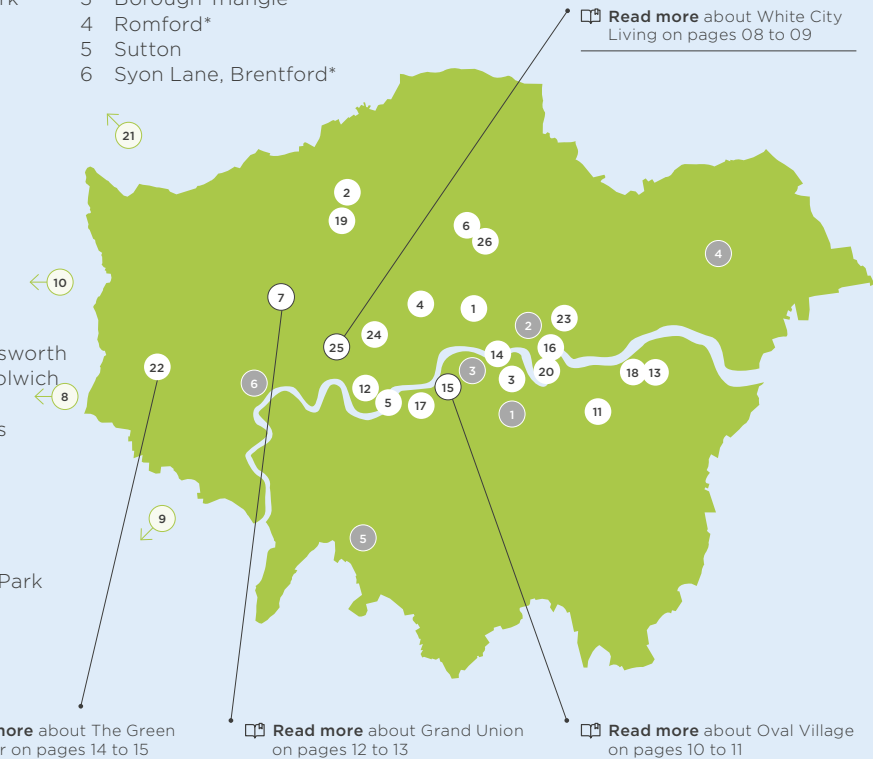 4 Romford*
5 Sutton
6 Syon Lane, Brentford*
Read more about White City
Living on pages 08 to 09
21
2
19
6
26
4
10
7
4
1
23
2
24
25
16
14
22
3
20
18
13
6
12
15
3
8
5
17
11
1
9
5
Park
more about The Green
on pages 14 to 15
Read more about Grand Union
on pages 12 to 13
Read more about Oval Village
on pages 10 to 11